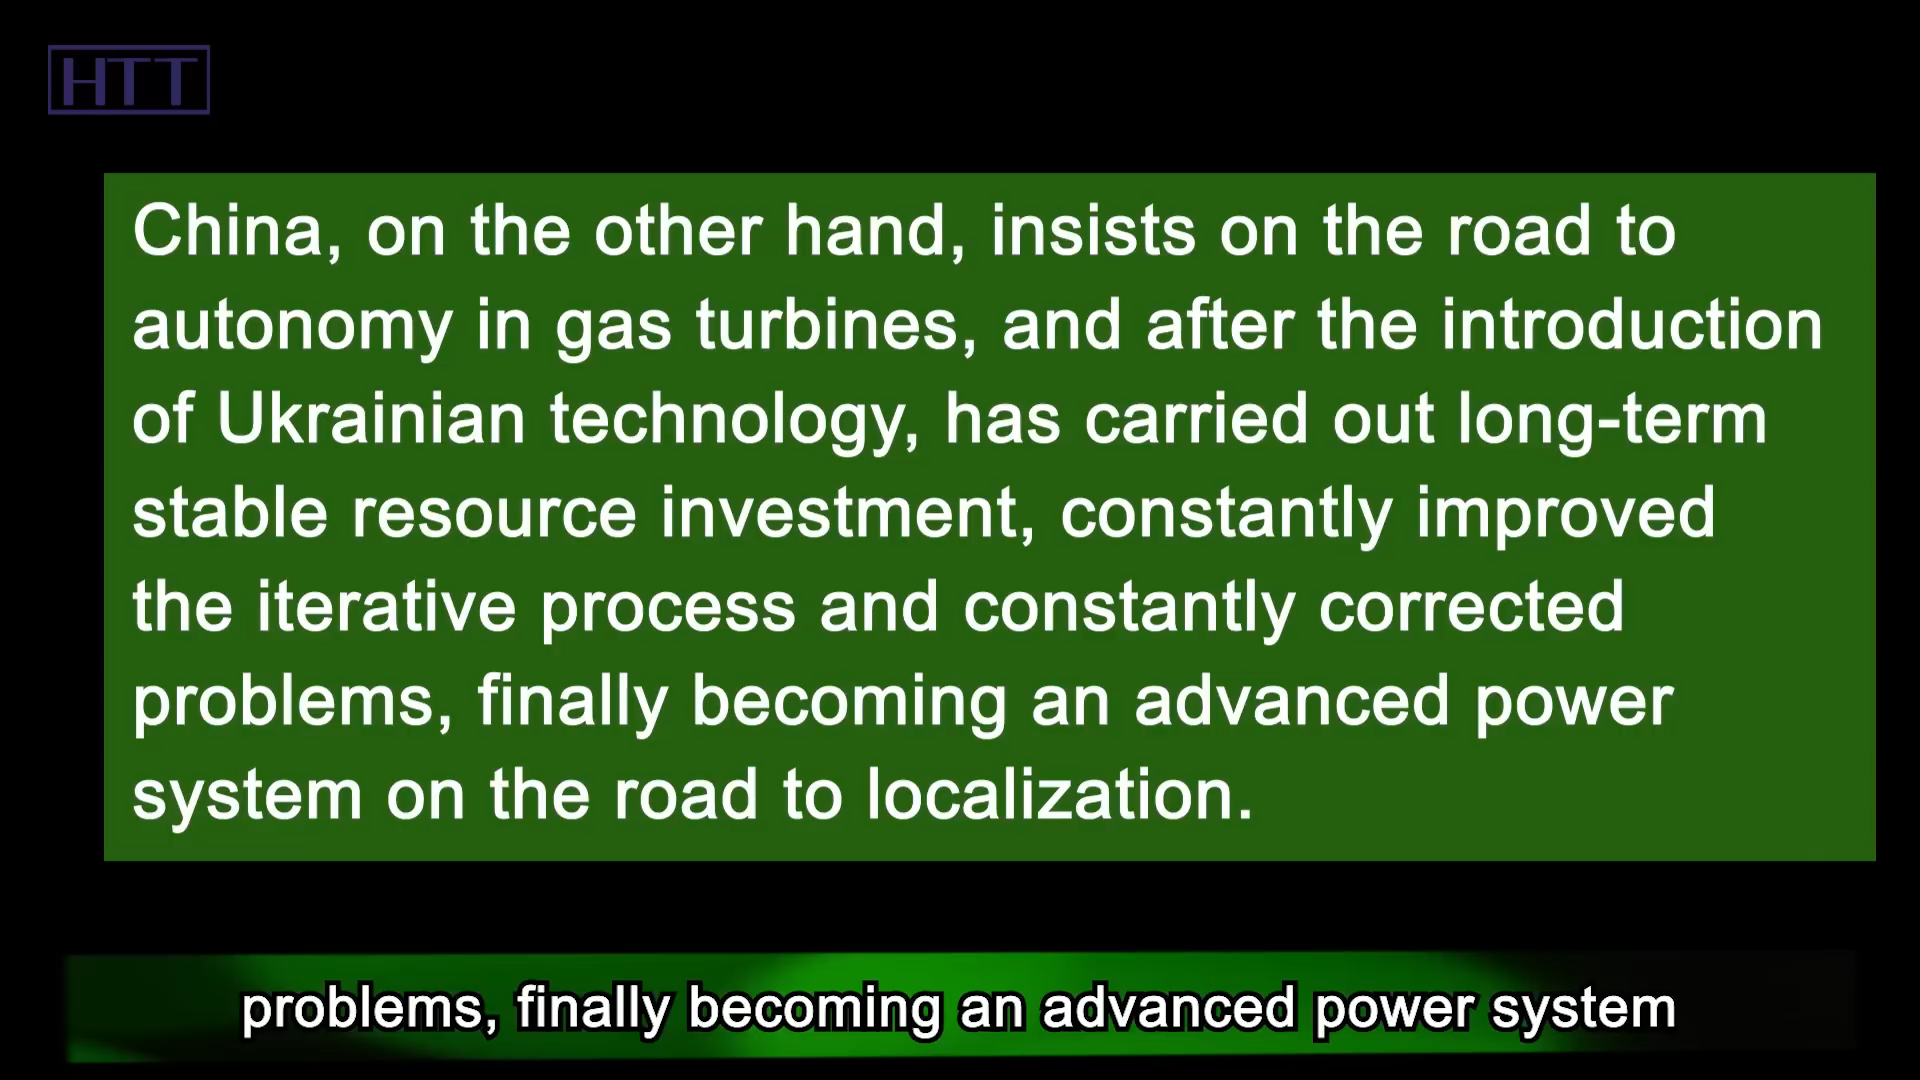 HTT
China, on the other hand, insists on the road to
autonomy in gas turbines, and after the introduction
of Ukrainian technology, has carried out long-term
stable resource investment, constantly improved
the iterative process and constantly corrected
problems, finally becoming an advanced power
system on the road to localization.
problems, finally becoming an advanced power system